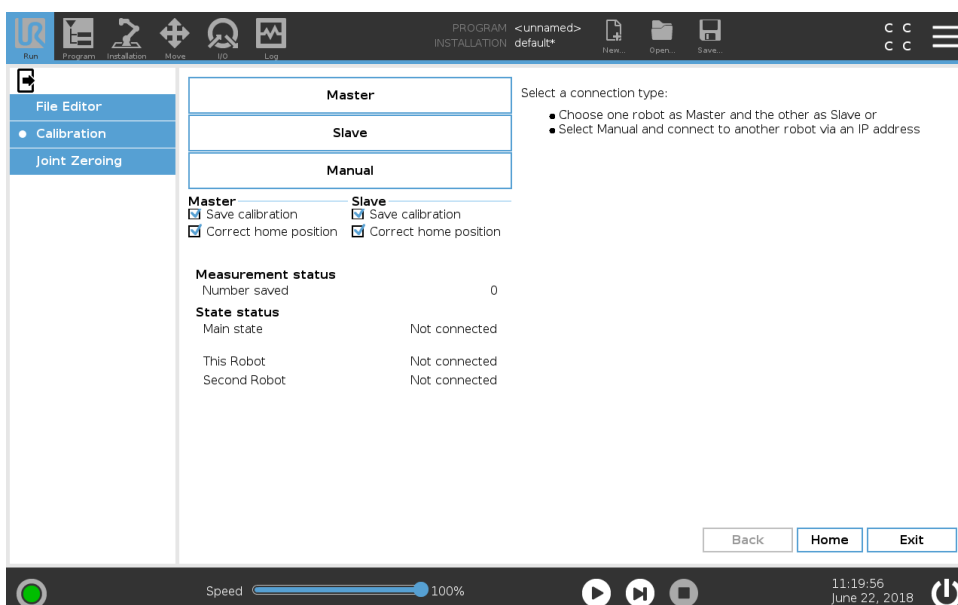 UR
PROGRAM <unnamed>
INSTALLATION default*
C C
C C
Run Program Installation Move I/O Log New... Open... Save...
File Editor
Calibration
Joint Zeroing
Master
Slave
Manual
Master Slave
Save calibration Save calibration
Correct home position Correct home position
Measurement status
Number saved 0
State status
Main state Not connected
This Robot Not connected
Second Robot Not connected
Select a connection type:
Choose one robot as Master and the other as Slave or
Select Manual and connect to another robot via an IP address
Back Home Exit
Speed 100%
11:19:56
June 22, 2018